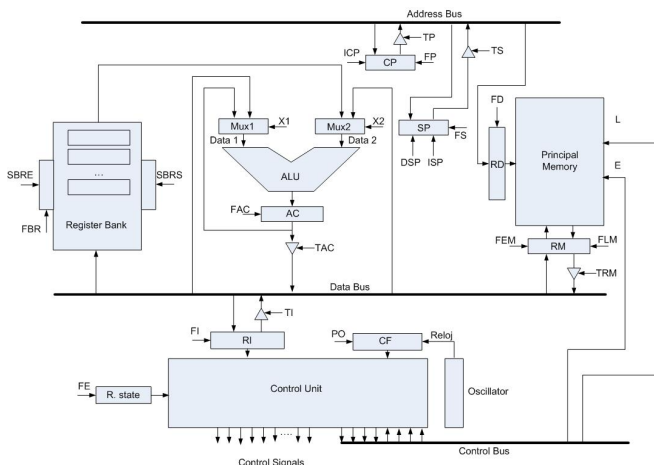 Address Bus
TP
ICP
FP
CP
TS
X1
X2
Mux1
Mux2
Data 1
Data 2
SP
FS
DSP
ISP
FD
RD
Principal
Memory
L
E
SBRE
SBRS
...
FBR
Register Bank
ALU
FAC
AC
TAC
FEM
RM
FLM
TRM
Data Bus
TI
FI
RI
PO
CF
Reloj
FE
R. state
Control Unit
Oscillator
....
Control Signals
Control Bus